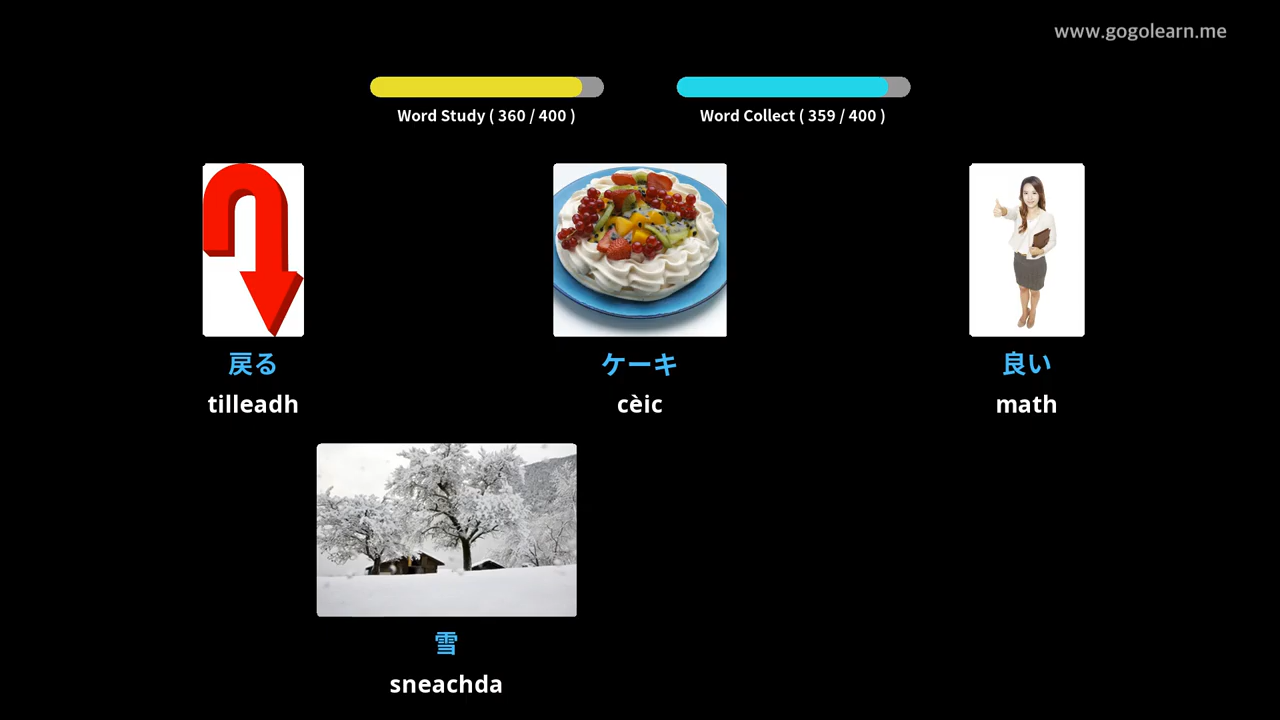 www.gogolearn.me
Word Study ( 360 / 400 )
Word Collect ( 359 / 400 )
戻る
ケーキ
良い
tilleadh
cèic
math
雪
sneachda